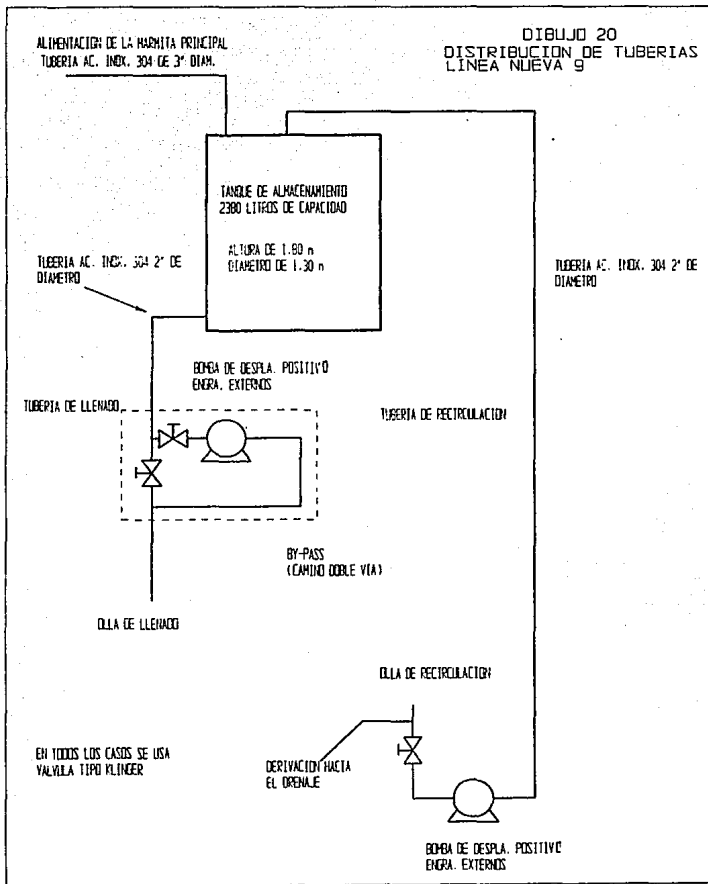 DIBUJO 20
DISTRIBUCION DE TUBERIAS
LINEA NUEVA 9
ALIMENTACION DE LA MARMITA PRINCIPAL
TUBERIA AC. INOX. 304 DE 3" DIAM.
TANQUE DE ALMACENAMIENTO
2380 LITROS DE CAPACIDAD
ALTURA DE 1.80 m
DIAMETRO DE 1.30 m
TUBERIA AC. INOX. 304 2" DE
DIAMETRO
TUBERIA AC. INOX. 304 2" DE
DIAMETRO
BOMBA DE DESPLA. POSITIVO
ENGRA. EXTERNOS
TUBERIA DE LLENADO
TUBERIA DE RECIRCULACION
BY-PASS
(CAMINO DOBLE VIA)
OLLA DE LLENADO
OLLA DE RECIRCULACION
EN TODOS LOS CASOS SE USA
VALVULA TIPO KLINGER
DERIVACION HACIA
EL DRENAJE
BOMBA DE DESPLA. POSITIVO
ENGRA. EXTERNOS